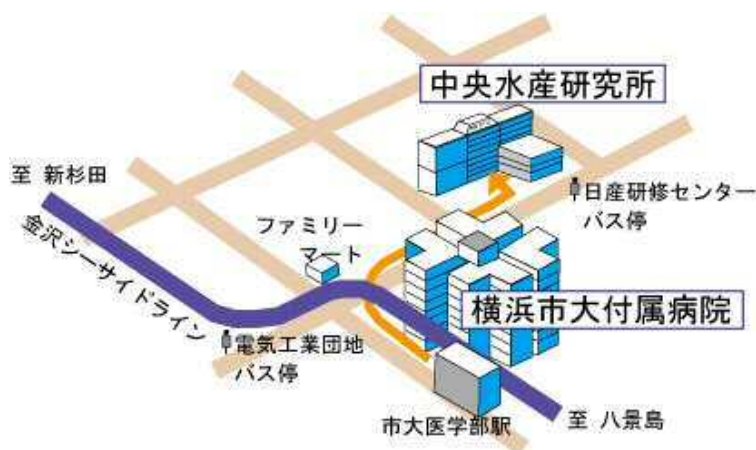 中央水産研究所
至 新杉田
日産研修センター
バス停
ファミリー
マート
金沢シーサイドライン
横浜市大付属病院
電気工業団地
バス停
市大医学部駅
至 八景島